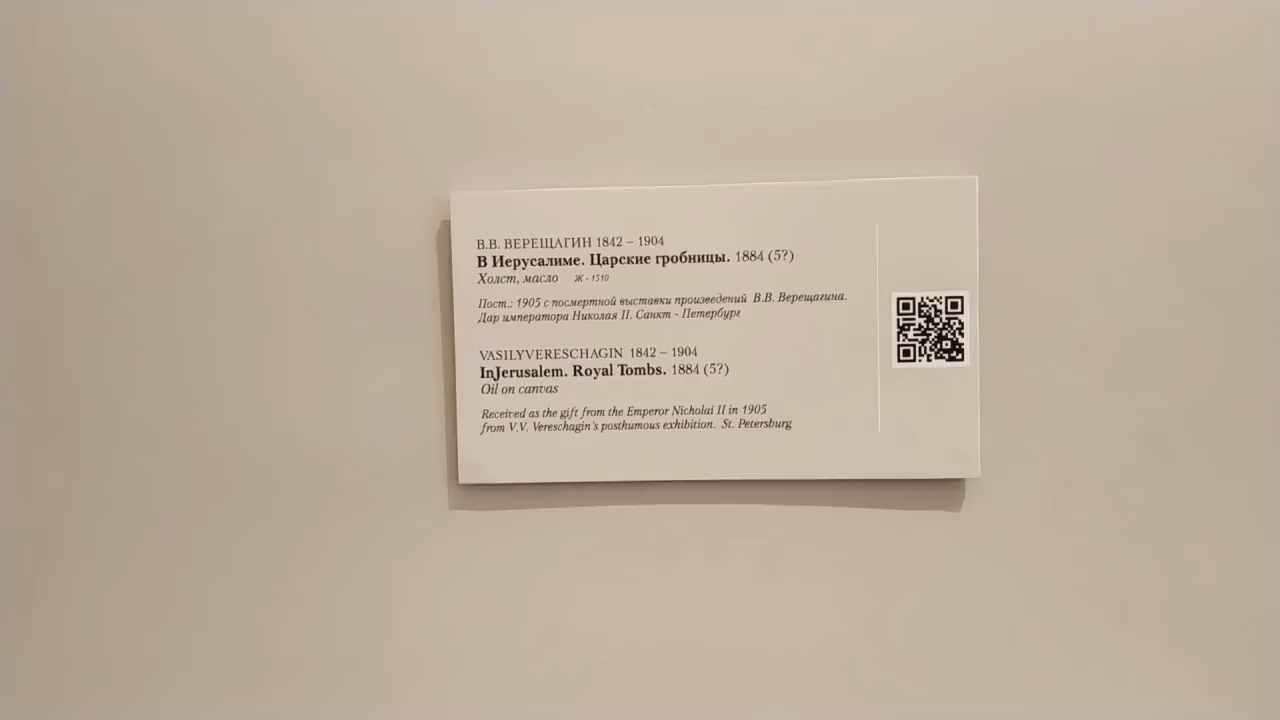 В.В. ВЕРЕЩАГИН 1842 – 1904
В Иерусалиме. Царские гробницы. 1884 (5?)
Холст, масло Ж - 1510
Пост.: 1905 с посмертной выставки произведений В.В. Верещагина.
Дар императора Николая II. Санкт - Петербург
VASILYVERESCHAGIN 1842 – 1904
InJerusalem. Royal Tombs. 1884 (5?)
Oil on canvas
Received as the gift from the Emperor Nicholai II in 1905
from V.V. Vereschagin's posthumous exhibition. St. Petersburg